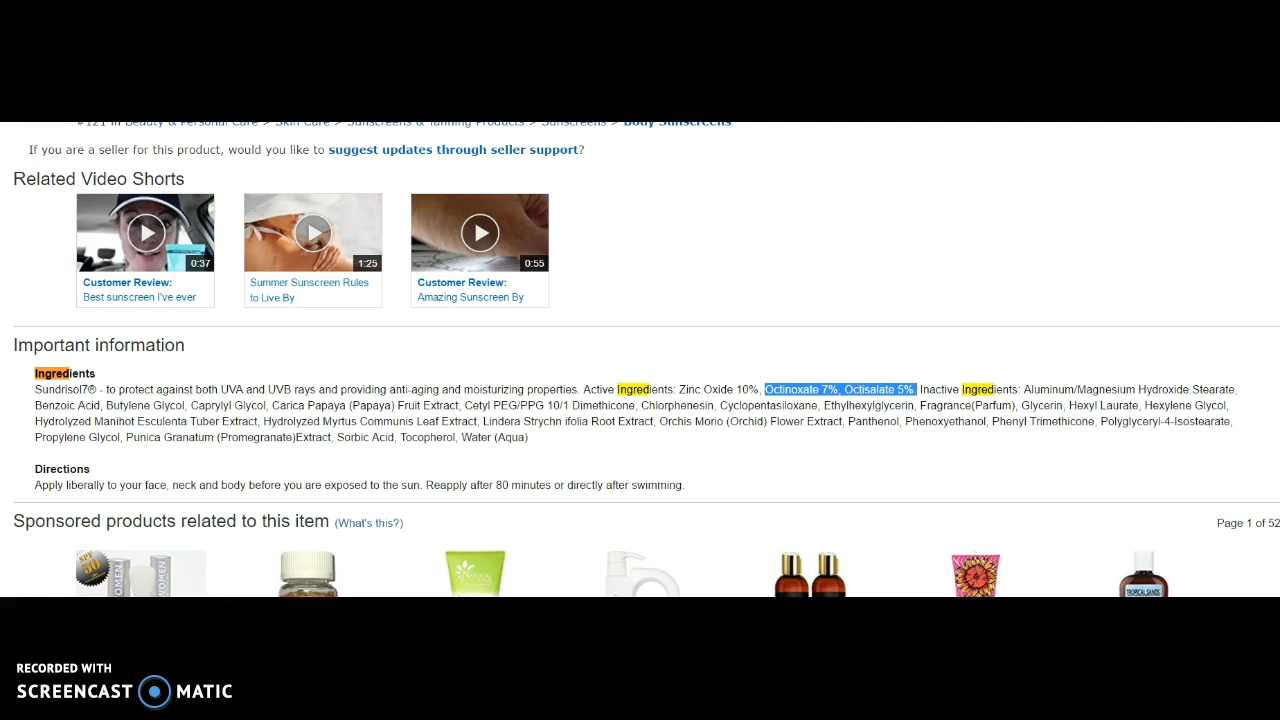 #121 in Beauty & Personal Care > Skin Care > Sunscreens & Tanning Products > Sunscreens > Body Sunscreens
If you are a seller for this product, would you like to suggest updates through seller support?
Related Video Shorts
0:37
1:25
0:55
Customer Review:
Best sunscreen I've ever
Summer Sunscreen Rules
to Live By
Customer Review:
Amazing Sunscreen By
Important information
Ingredients
Sundrisol7® - to protect against both UVA and UVB rays and providing anti-aging and moisturizing properties. Active Ingredients: Zinc Oxide 10%, Octinoxate 7%, Octisalate 5% Inactive Ingredients: Aluminum/Magnesium Hydroxide Stearate,
Benzoic Acid, Butylene Glycol, Caprylyl Glycol, Carica Papaya (Papaya) Fruit Extract, Cetyl PEG/PPG 10/1 Dimethicone, Chlorphenesin, Cyclopentasiloxane, Ethylhexylglycerin, Fragrance(Parfum), Glycerin, Hexyl Laurate, Hexylene Glycol,
Hydrolyzed Manihot Esculenta Tuber Extract, Hydrolyzed Myrtus Communis Leaf Extract, Lindera Strychn ifolia Root Extract, Orchis Morio (Orchid) Flower Extract, Panthenol, Phenoxyethanol, Phenyl Trimethicone, Polyglyceryl-4-Isostearate,
Propylene Glycol, Punica Granatum (Promegranate)Extract, Sorbic Acid, Tocopherol, Water (Aqua)
Directions
Apply liberally to your face, neck and body before you are exposed to the sun. Reapply after 80 minutes or directly after swimming.
Sponsored products related to this item (What's this?)
Page 1 of 52
SPF
30
WOMEN
WOMEN
TROPICAL SANDS
RECORDED WITH
SCREENCAST MATIC